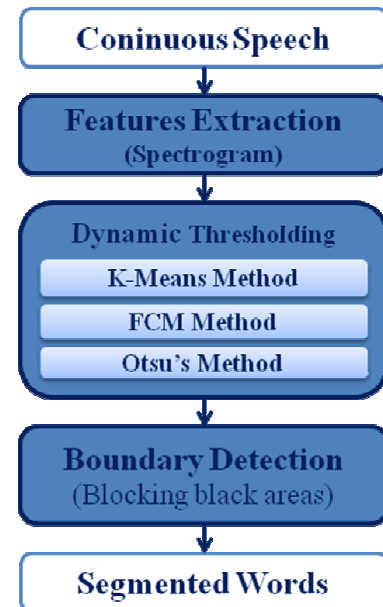 Coninuous Speech
Features Extraction
(Spectrogram)
Dynamic Thresholding
K-Means Method
FCM Method
Otsu's Method
Boundary Detection
(Blocking black areas)
Segmented Words